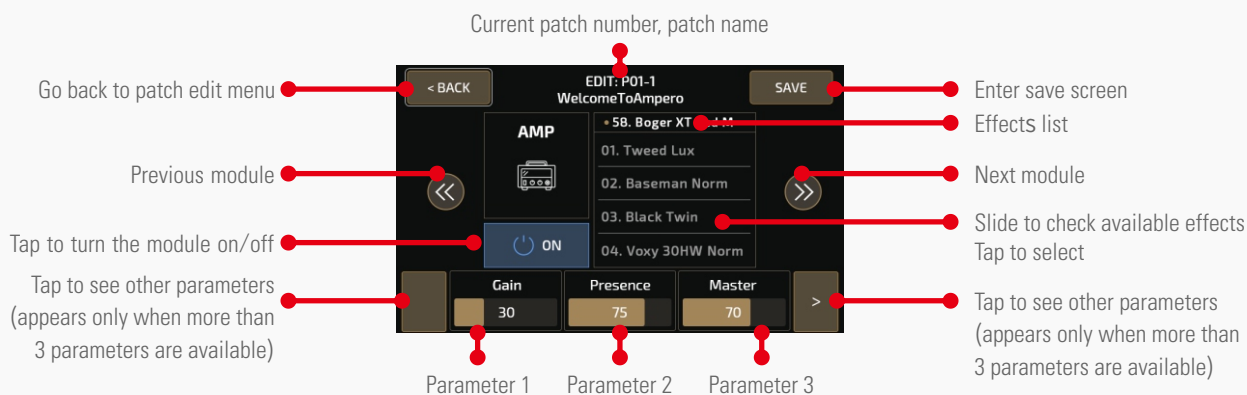 Current patch number, patch name
Go back to patch edit menu
< BACK
EDIT: P01-1
WelcomeToAmpero
SAVE
Enter save screen
AMP
• 58. Boger XT M
Effects list
01. Tweed Lux
Previous module
02. Baseman Norm
Next module
03. Black Twin
Slide to check available effects
Tap to select
Tap to turn the module on/off
ON
04. Voxy 30HW Norm
Tap to see other parameters
(appears only when more than
3 parameters are available)
Gain
30
Presence
75
Master
70
>
Tap to see other parameters
(appears only when more than
3 parameters are available)
Parameter 1
Parameter 2
Parameter 3